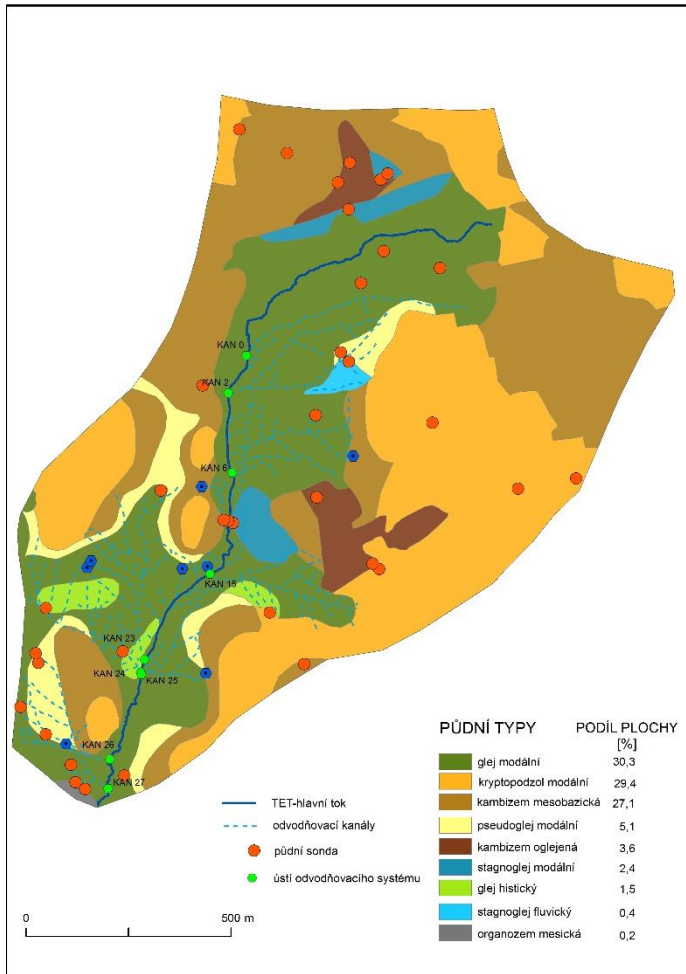 KAN 0
KAN 2
KAN 6
KAN 15
KAN 23
KAN 24
KAN 25
KAN 26
KAN 27
PŮDNÍ TYPY PODÍL PLOCHY
[%]
glej modální 30,3
kryptopodzol modální 29,4
kambizem mesobazická 27,1
pseudoglej modální 5,1
kambizem oglejená 3,6
stagnoglej modální 2,4
glej histický 1,5
stagnoglej fluvický 0,4
organozem mesická 0,2
TET-hlavní tok
odvodňovací kanály
půdní sonda
ústí odvodňovacího systému
0 500 m